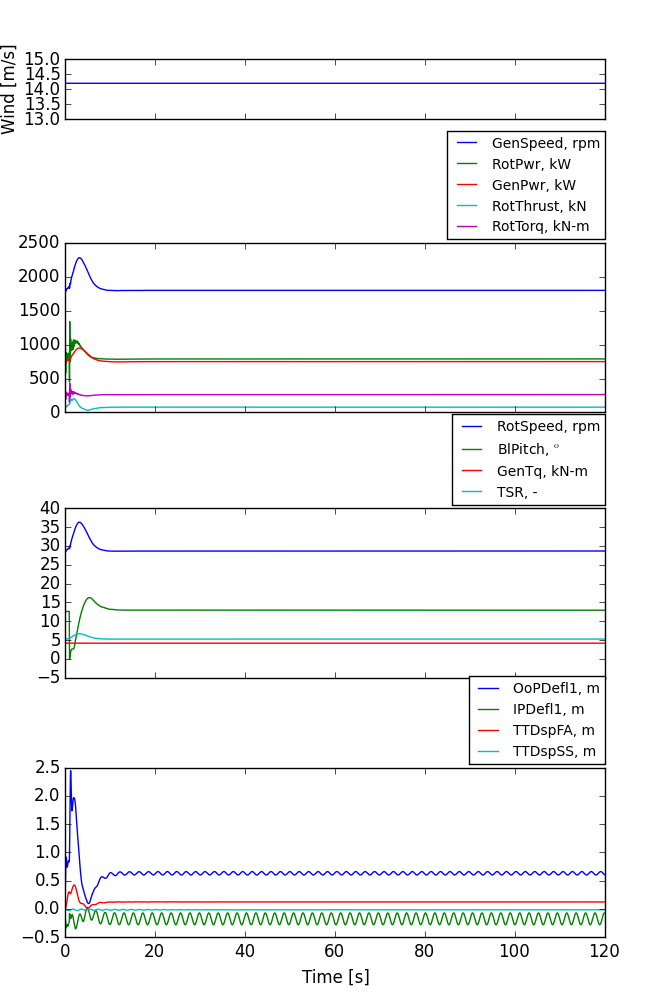 Wind [m/s]
15.0
14.5
14.0
13.5
13.0
GenSpeed, rpm
RotPwr, kW
GenPwr, kW
RotThrust, kN
RotTorq, kN-m
2500
2000
1500
1000
500
0
RotSpeed, rpm
BlPitch, °
GenTq, kN-m
TSR, -
40
35
30
25
20
15
10
5
0
−5
OoPDefl1, m
IPDefl1, m
TTDspFA, m
TTDspSS, m
2.5
2.0
1.5
1.0
0.5
0.0
−0.5
0 20 40 60 80 100 120
Time [s]